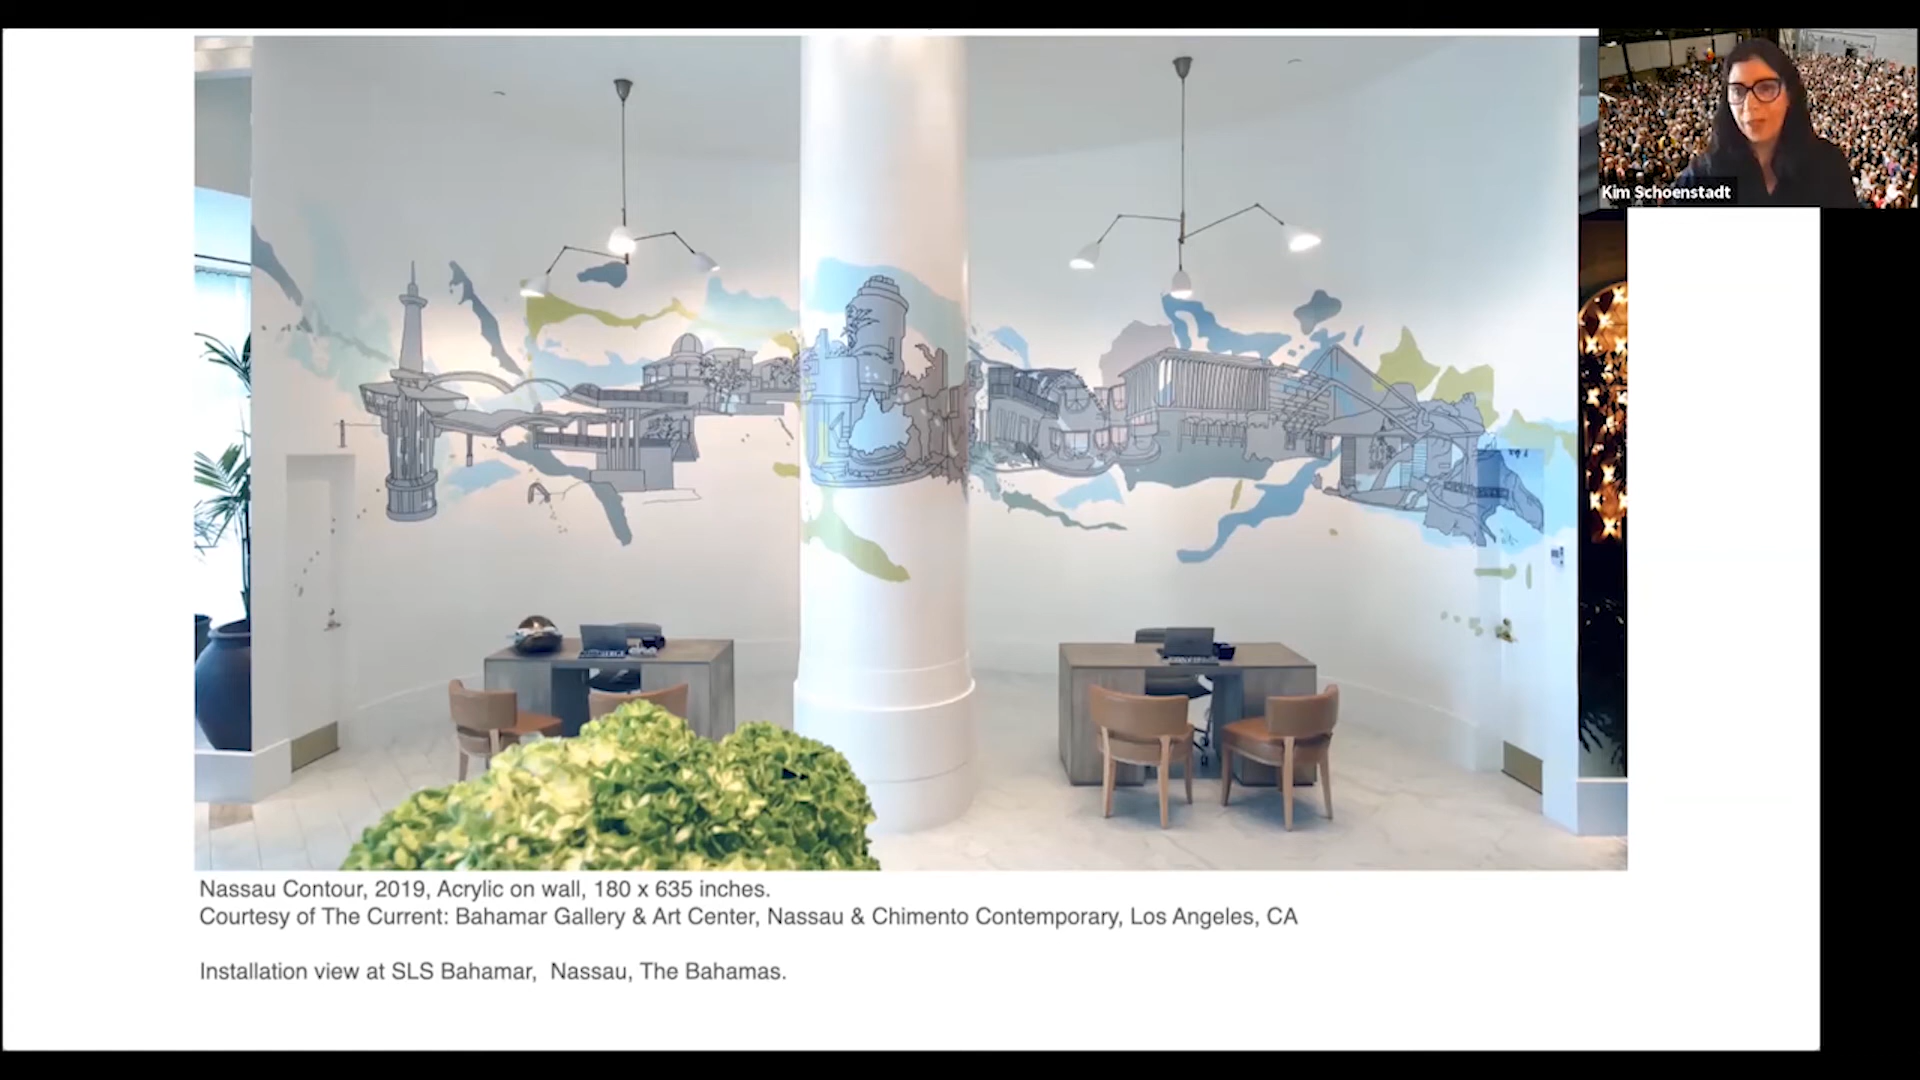 Kim Schoenstadt
Nassau Contour, 2019, Acrylic on wall, 180 x 635 inches.
Courtesy of The Current: Bahamar Gallery & Art Center, Nassau & Chimento Contemporary, Los Angeles, CA
Installation view at SLS Bahamar,  Nassau, The Bahamas.